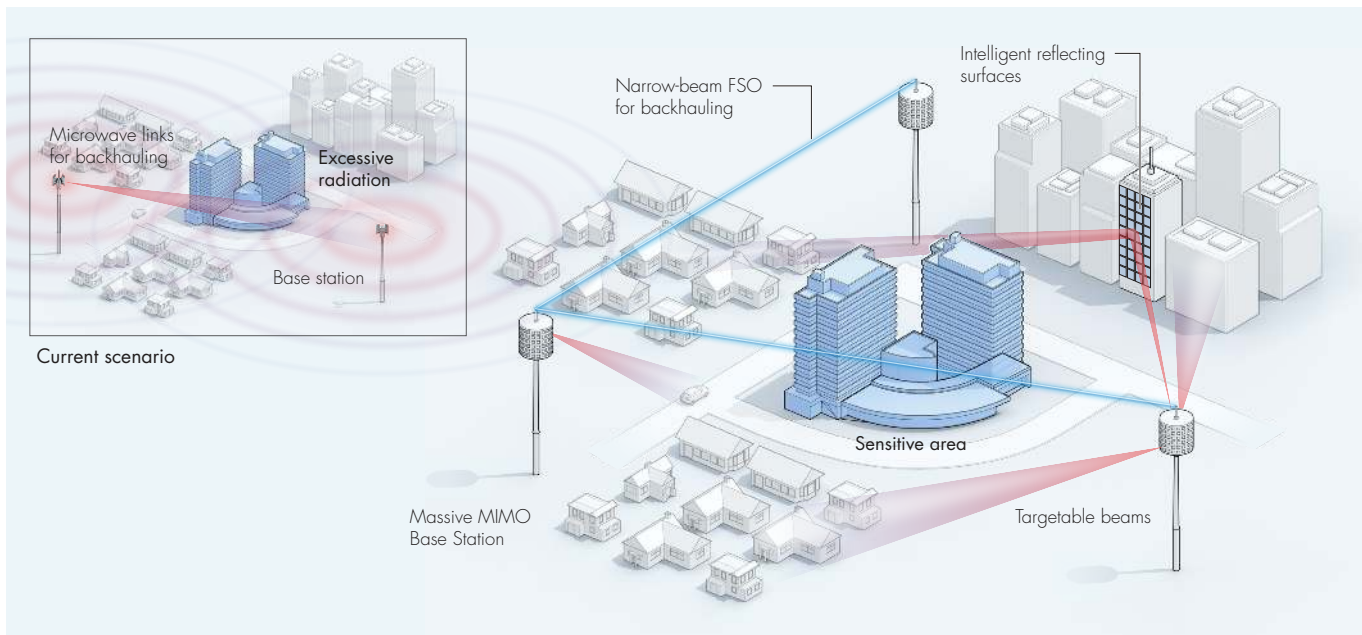 Microwave links
for backhauling
Excessive
radiation
Base station
Current scenario
Narrow-beam FSO
for backhauling
Intelligent reflecting
surfaces
Sensitive area
Massive MIMO
Base Station
Targetable beams